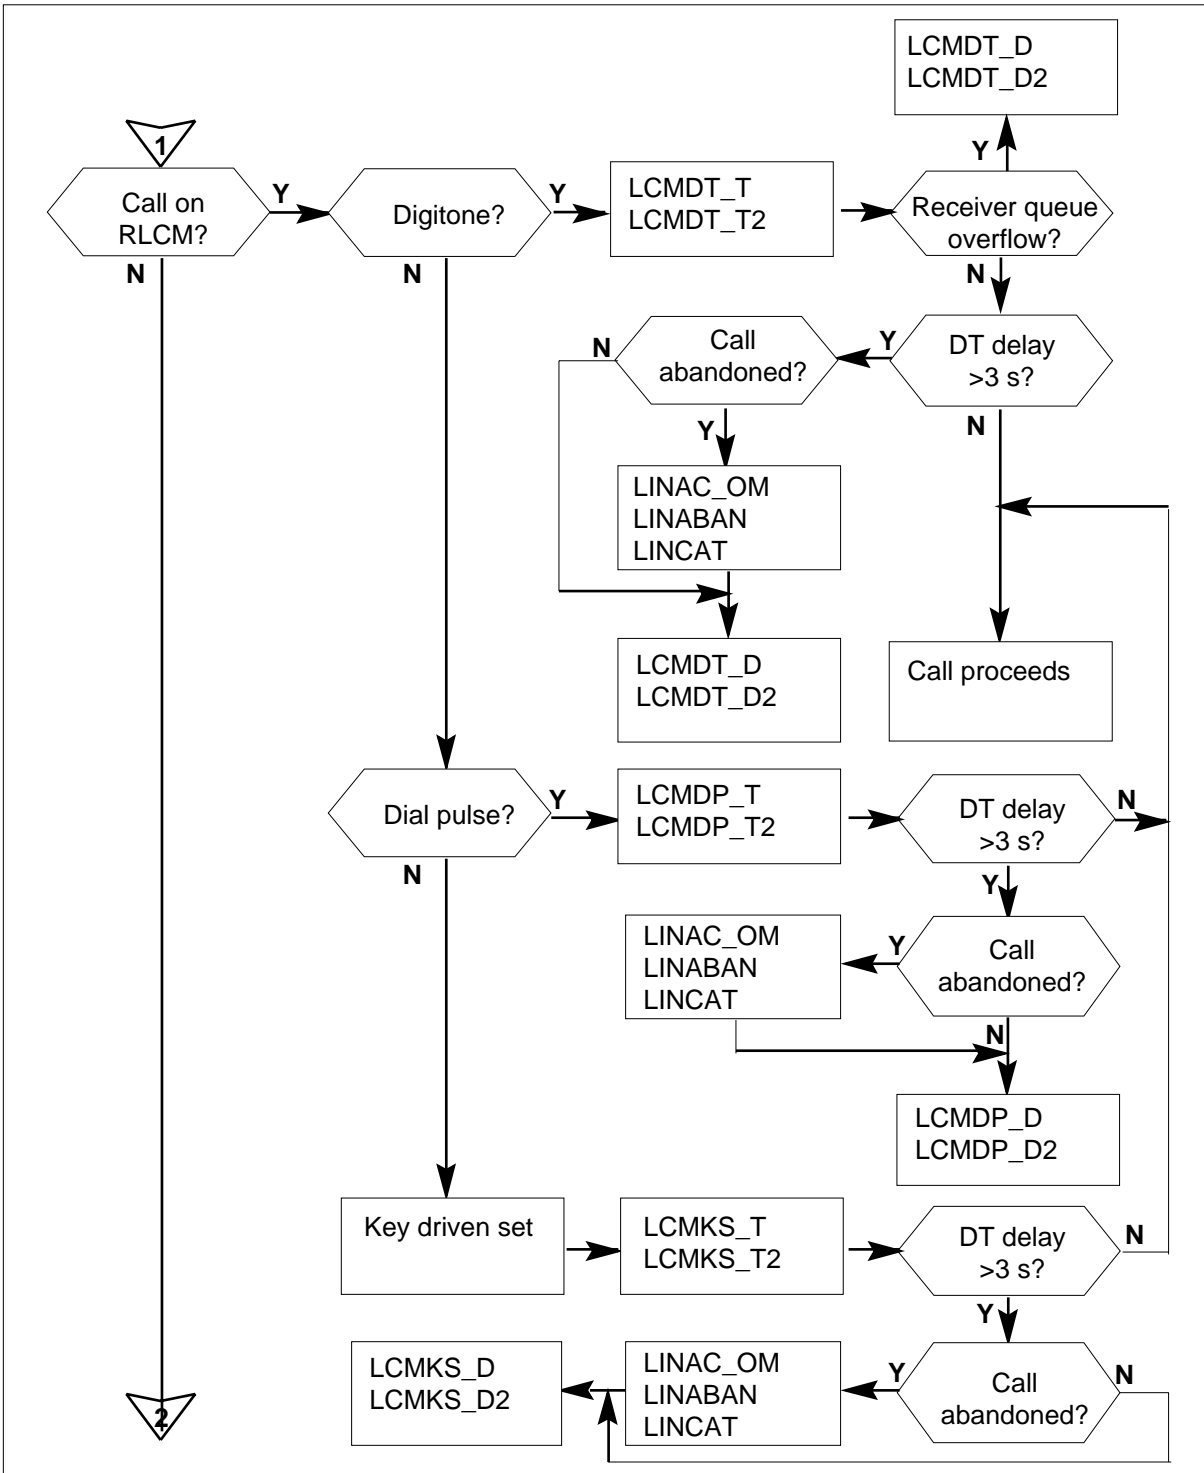 LCMDT_D
LCMDT_D2
1
Y
Call on
RLCM?
Y
Digitone?
Y
LCMDT_T
LCMDT_T2
Receiver queue
overflow?
N
N
N
N
Call
abandoned?
Y
DT delay
>3 s?
Y
N
LINAC_OM
LINABAN
LINCAT
LCMDT_D
LCMDT_D2
Call proceeds
Dial pulse?
Y
LCMDP_T
LCMDP_T2
DT delay
>3 s?
N
N
Y
LINAC_OM
LINABAN
LINCAT
Y
Call
abandoned?
N
LCMDP_D
LCMDP_D2
Key driven set
LCMKS_T
LCMKS_T2
DT delay
>3 s?
N
Y
LCMKS_D
LCMKS_D2
LINAC_OM
LINABAN
LINCAT
Y
Call
abandoned?
N
2